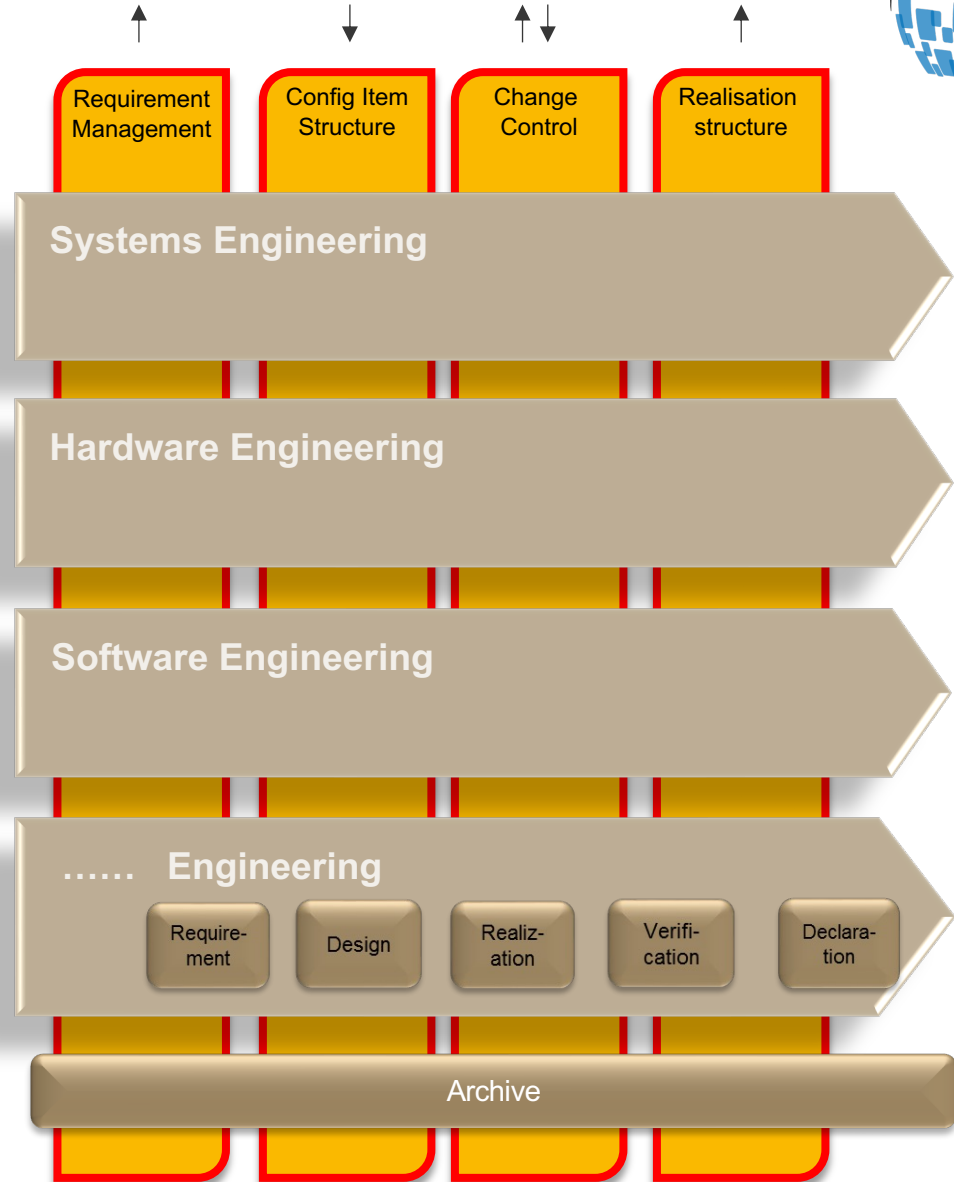 Requirement
Management
Config Item
Structure
Change
Control
Realisation
structure
Systems Engineering
Hardware Engineering
Software Engineering
...... Engineering
Require-
ment
Design
Realiz-
ation
Verifi-
cation
Declara-
tion
Archive